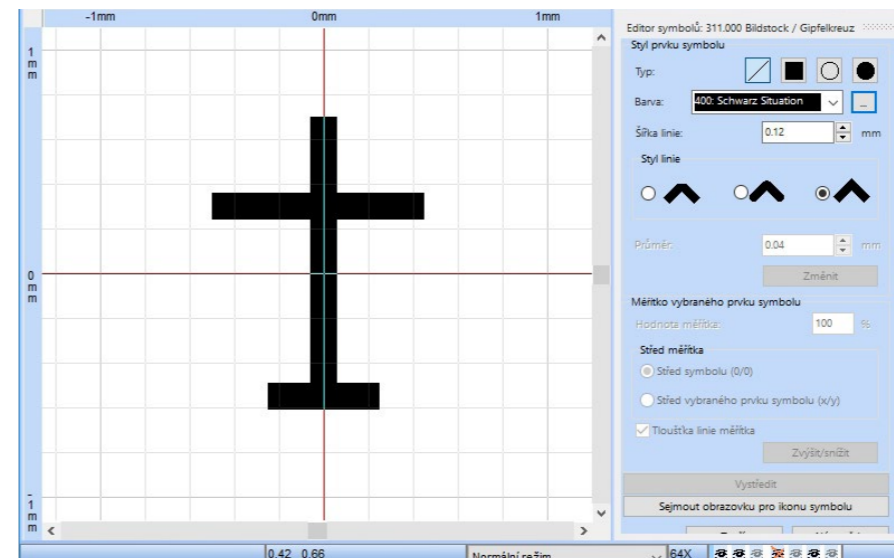 -1mm 0mm 1mm
1
m
m
0
m
m
-1
m
m
Editor symbolů: 311.000 Bildstock / Gipfelkreuz
Styl prvku symbolu
Typ:
Barva: 400: Schwarz Situation ...
Šířka linie: 0.12 mm
Styl linie
Průměr: 0.04 mm
Změnit
Měřítko vybraného prvku symbolu
Hodnota měřítka: 100 %
Střed měřítka
Střed symbolu (0/0)
Střed vybraného prvku symbolu (x/y)
Tloušťka linie měřítka
Zvýšit/snížit
Vystředit
Sejmout obrazovku pro ikonu symbolu
0.42 0.66 Normální režim 64X